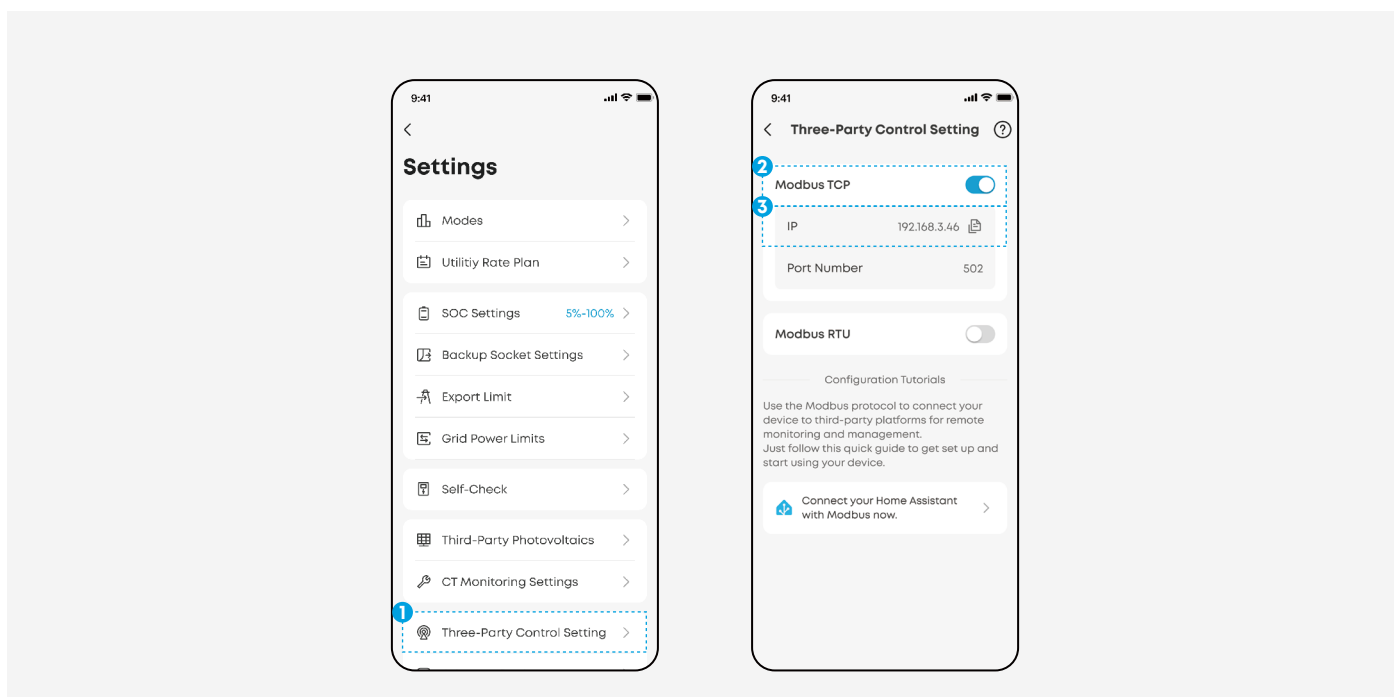 9:41
Settings
Modes
Utilitiy Rate Plan
SOC Settings 5%-100%
Backup Socket Settings
Export Limit
Grid Power Limits
Self-Check
Third-Party Photovoltaics
CT Monitoring Settings
1
Three-Party Control Setting
9:41
Three-Party Control Setting ?
2
Modbus TCP
3
IP 192.168.3.46
Port Number 502
Modbus RTU
Configuration Tutorials
Use the Modbus protocol to connect your
device to third-party platforms for remote
monitoring and management.
Just follow this quick guide to get set up and
start using your device.
Connect your Home Assistant
with Modbus now.